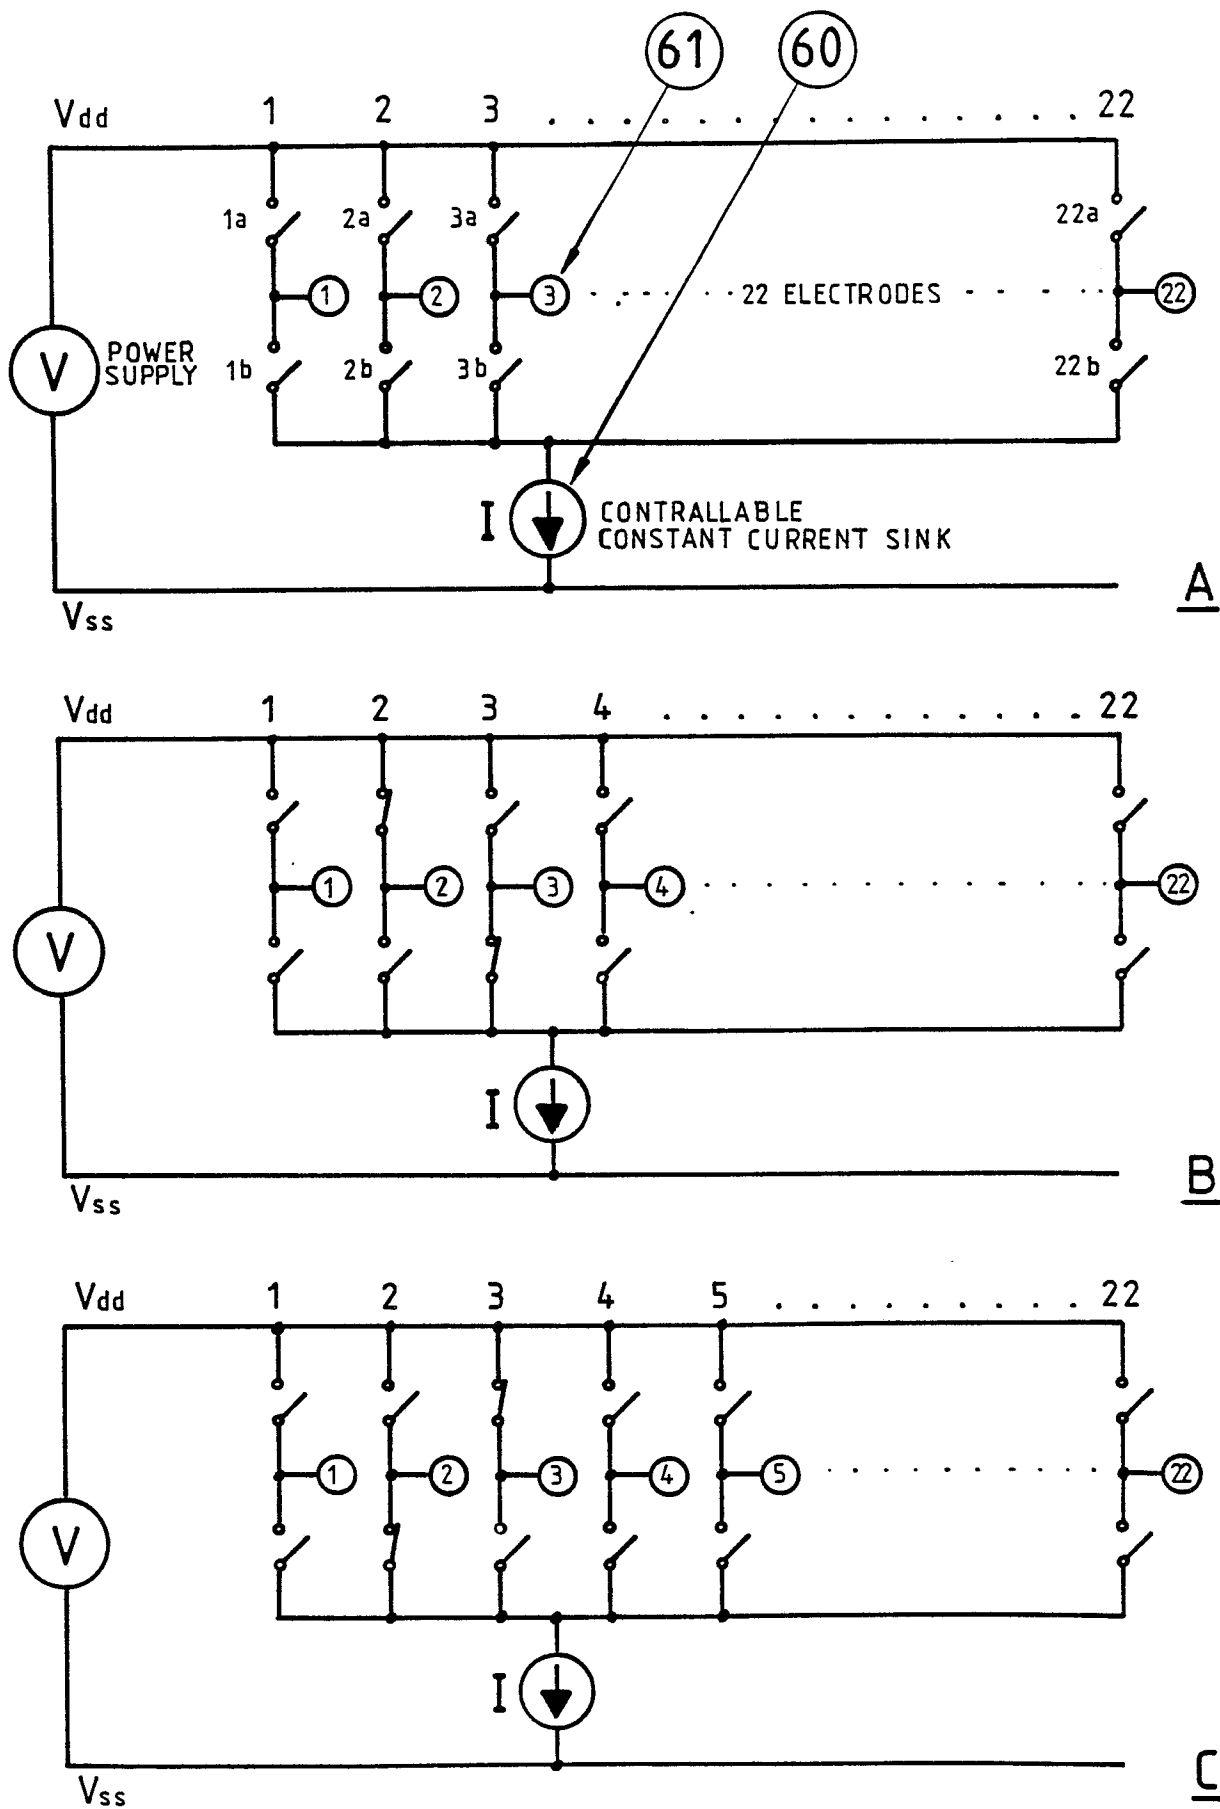 61 60
Vdd 1 2 3 . . . . . . . . . . . . . . . 22
1a 2a 3a 22a
1 2 3 . . . . . . 22 ELECTRODES - - - . . . 22
V POWER
SUPPLY
1b 2b 3b 22b
I CONTRALLABLE
CONSTANT CURRENT SINK
A
Vss
Vdd 1 2 3 4 . . . . . . . . . . . . 22
1 2 3 4 . . . . . . . . . . . . 22
V
I
B
Vss
Vdd 1 2 3 4 5 . . . . . . . . . 22
1 2 3 4 5 . . . . . . . . . 22
V
I
C
Vss